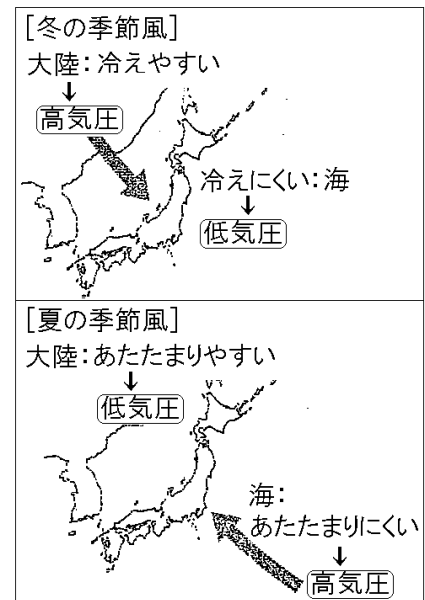 [冬の季節風]
大陸：冷えやすい
↓
高気圧
冷えにくい：海
↓
低気圧
[夏の季節風]
大陸：あたたまりやすい
↓
低気圧
海：
あたたまりにくい
↓
高気圧